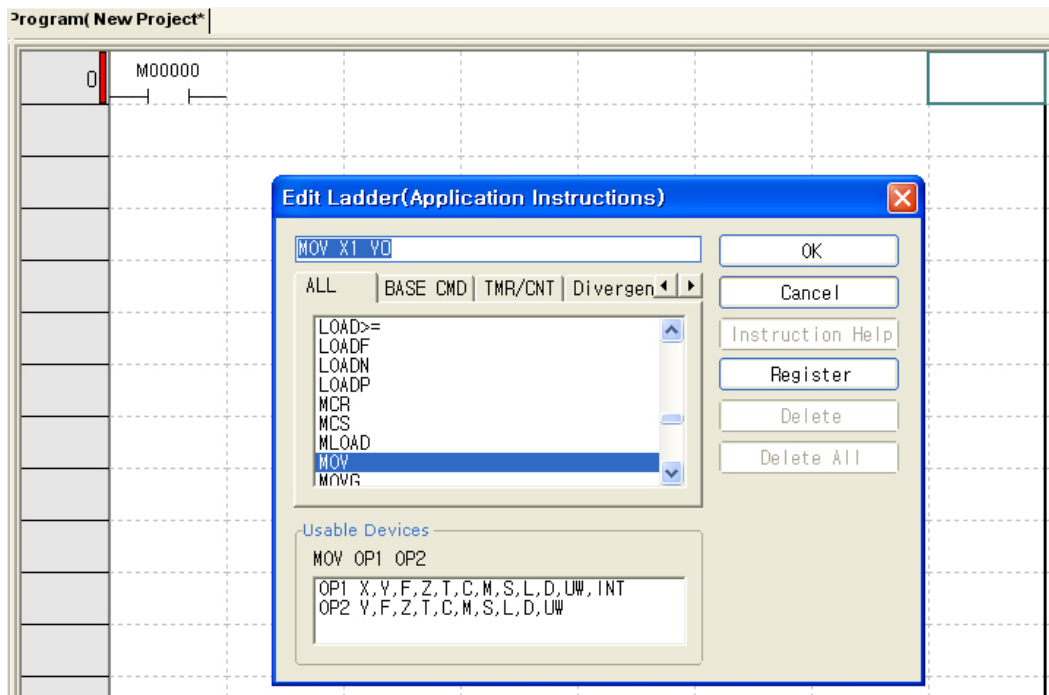 Program( New Project*
0
M00000
Edit Ladder(Application Instructions)
MOV X1 Y0
OK
ALL
BASE CMD
TMR/CNT
Divergen
Cancel
LOAD>=
LOADF
LOADN
LOADP
MCR
MCS
MLOAD
MOV
MOVG
Instruction Help
Register
Delete
Delete All
Usable Devices
MOV OP1 OP2
OP1 X,Y,F,Z,T,C,M,S,L,D,UW,INT
OP2 Y,F,Z,T,C,M,S,L,D,UW